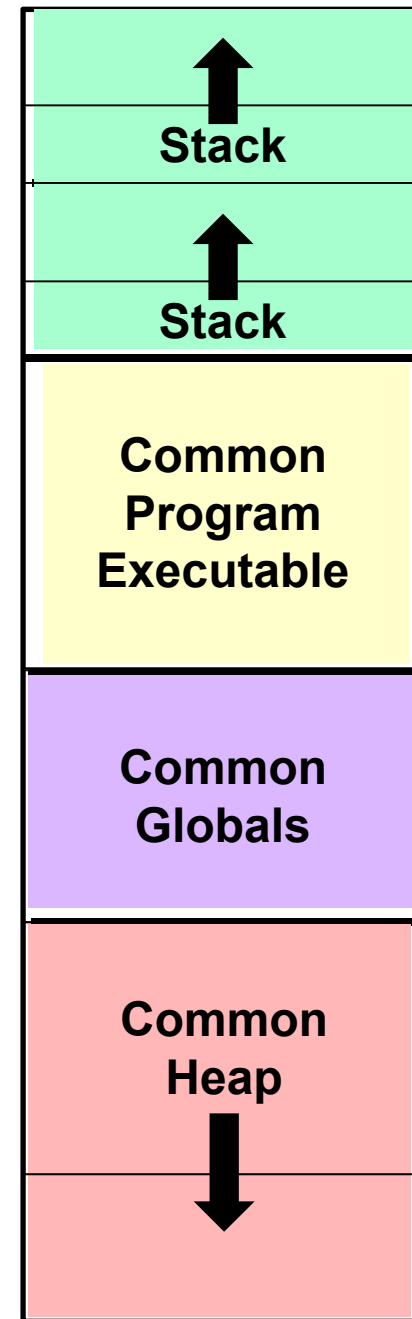 Stack
Stack
Common
Program
Executable
Common
Globals
Common
Heap